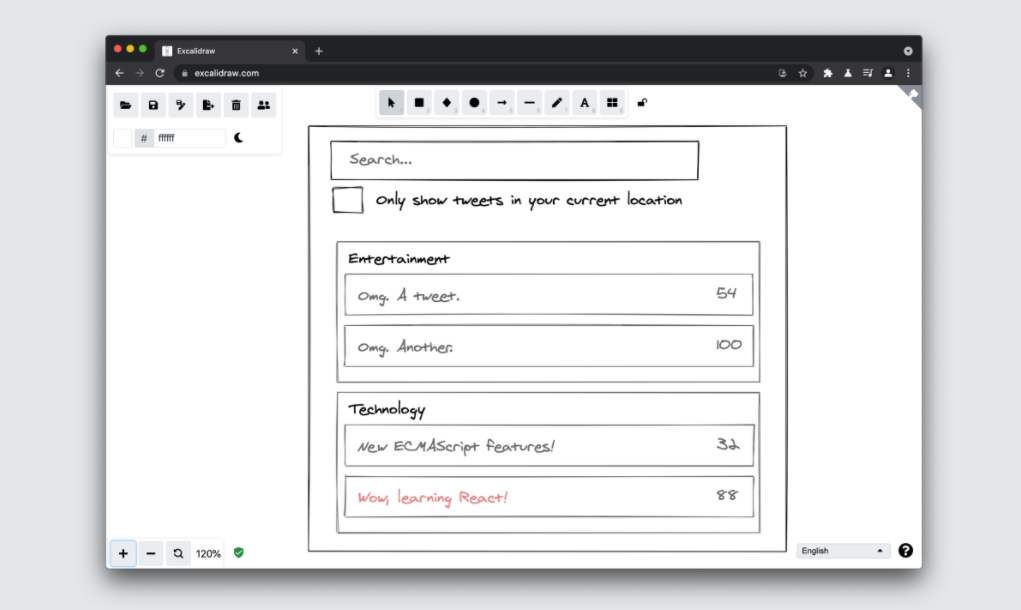 Excalidraw
excalidraw.com
# ffffff
Search...
Only show tweets in your current location
Entertainment
Omg. A tweet. 54
Omg. Another. 100
Technology
New ECMAScript features! 32
Wow, learning React! 88
120%
English